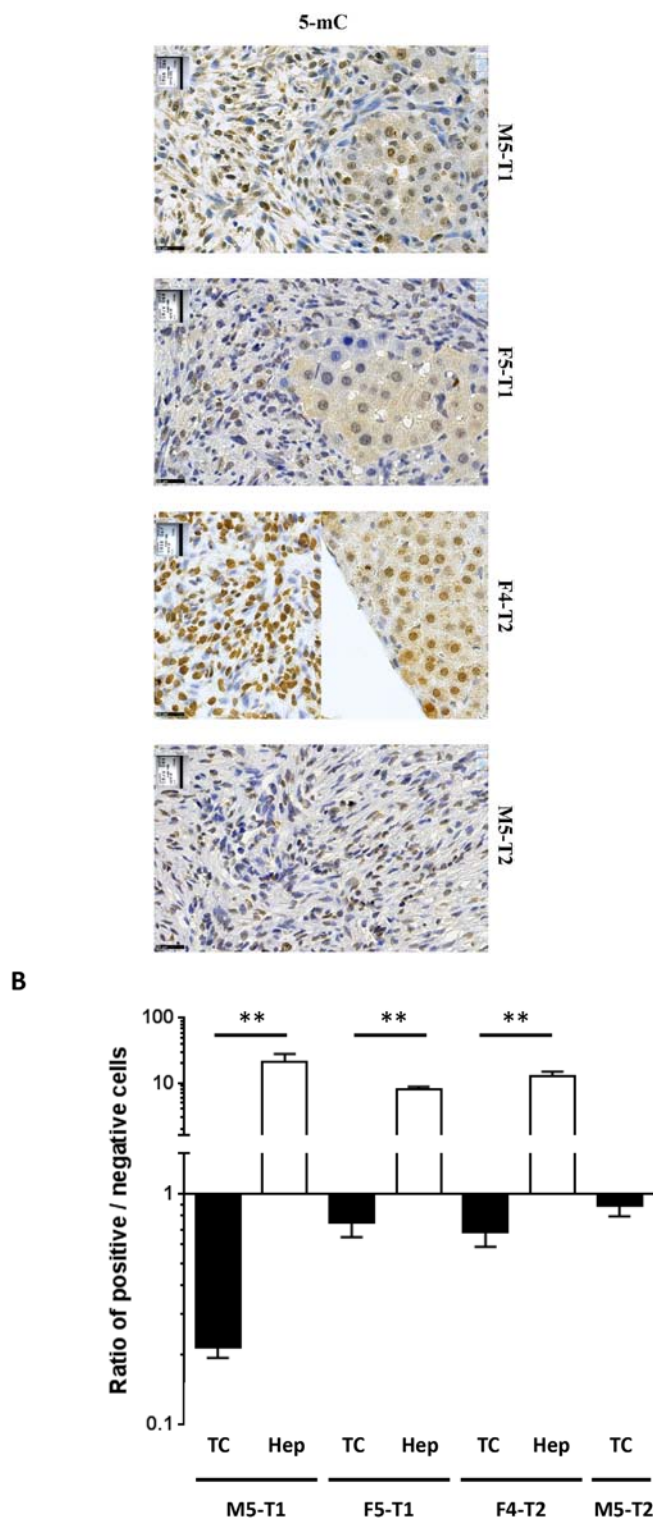 5-mC
M5-T1
F5-T1
F4-T2
M5-T2
B
** ** **
Ratio of positive / negative cells
100
10
1
0.1
TC Hep TC Hep TC Hep TC
M5-T1 F5-T1 F4-T2 M5-T2